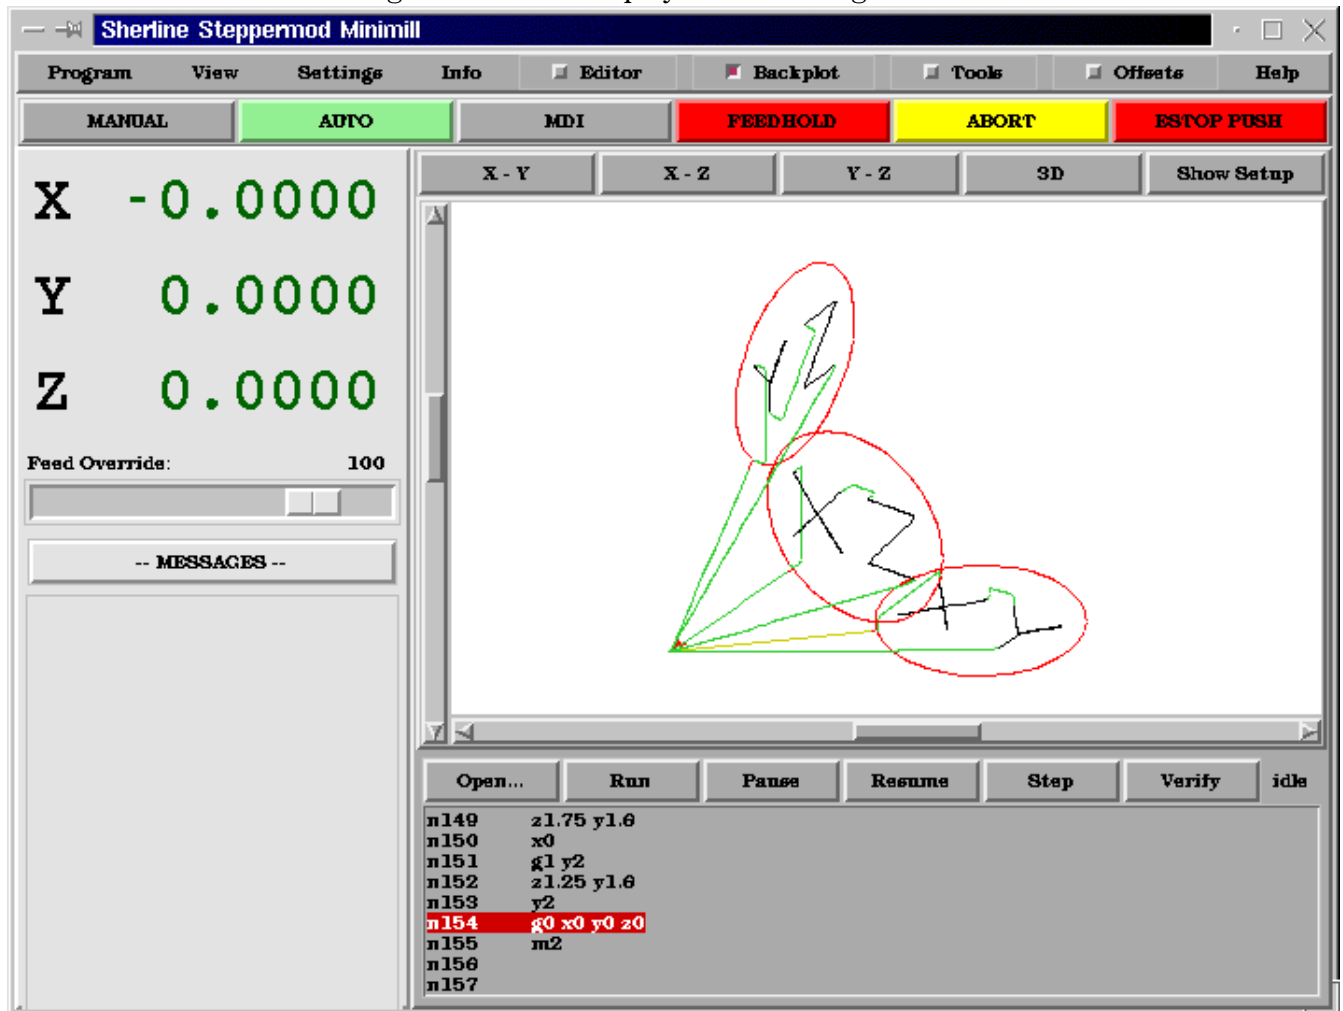 Sherline Steppermod Minimill
Program View Settings Info Editor Backplot Tools Offsets Help
MANUAL AUTO MDI FEEDHOLD ABORT ESTOP PUSH
X - Y X - Z Y - Z 3D Show Setup
X -0.0000
Y 0.0000
Z 0.0000
Feed Override: 100
-- MESSAGES --
Y Z
X Z
X Y
Open... Run Pause Resume Step Verify idle
n149 z1.75 y1.6
n150 x0
n151 g1 y2
n152 z1.25 y1.6
n153 y2
n154 g0 x0 y0 z0
n155 m2
n156
n157